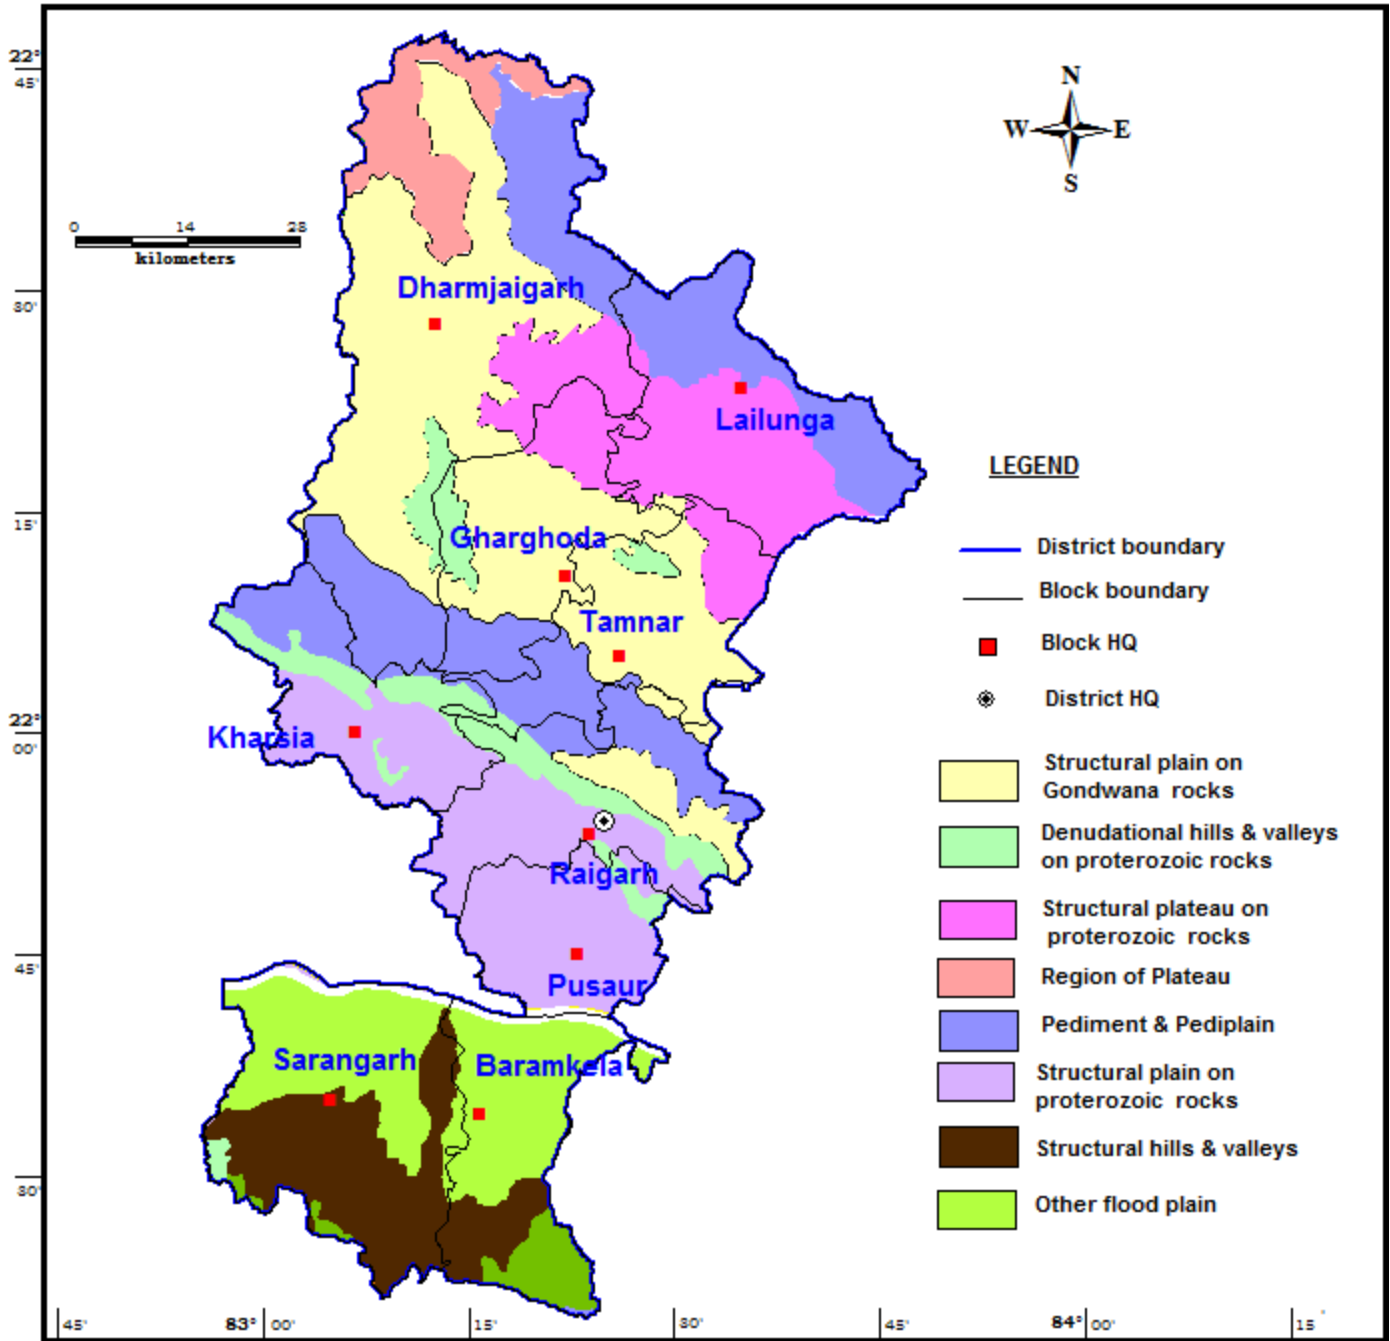 22°
45'
N
W E
S
0 14 28
kilometers
Dharmjaigarh
30'
Lailunga
LEGEND
15'
Gharghoda
District boundary
Block boundary
Tamnar
Block HQ
District HQ
22°
00'
Kharsia
Structural plain on
Gondwana rocks
Denudational hills & valleys
on proterozoic rocks
Raigarh
Structural plateau on
proterozoic rocks
45'
Region of Plateau
Pusaur
Pediment & Pediplain
Sarangarh
Baramkela
Structural plain on
proterozoic rocks
Structural hills & valleys
30'
Other flood plain
45' 83° 00' 15' 30' 45' 84° 00' 15'